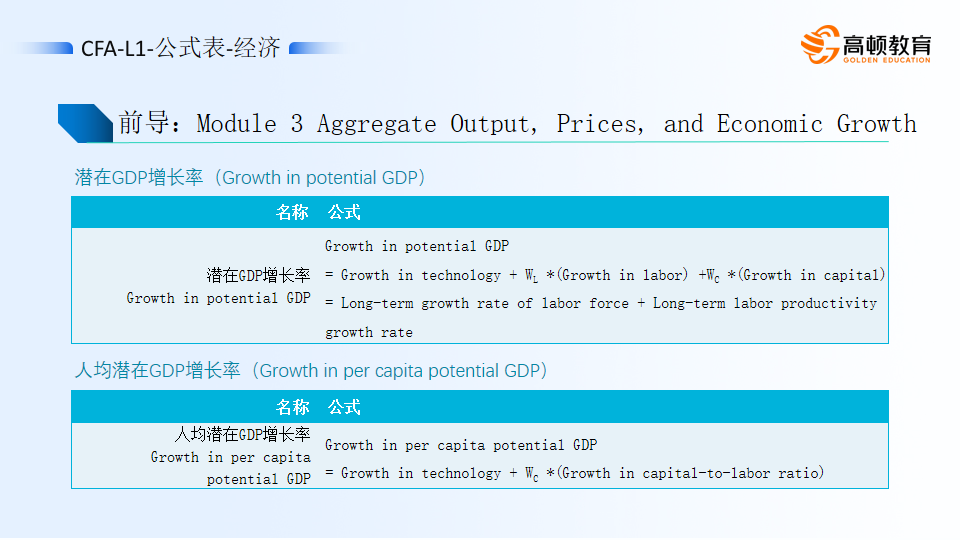 CFA-L1-公式表-经济
高顿教育
GOLDEN EDUCATION
前导：Module 3 Aggregate Output, Prices, and Economic Growth
潜在GDP增长率（Growth in potential GDP）
名称 公式
潜在GDP增长率
Growth in potential GDP
Growth in potential GDP
= Growth in technology + WL *(Growth in labor) +WC *(Growth in capital)
= Long-term growth rate of labor force + Long-term labor productivity
growth rate
人均潜在GDP增长率（Growth in per capita potential GDP）
名称 公式
人均潜在GDP增长率
Growth in per capita
potential GDP
Growth in per capita potential GDP
= Growth in technology + WC *(Growth in capital-to-labor ratio)